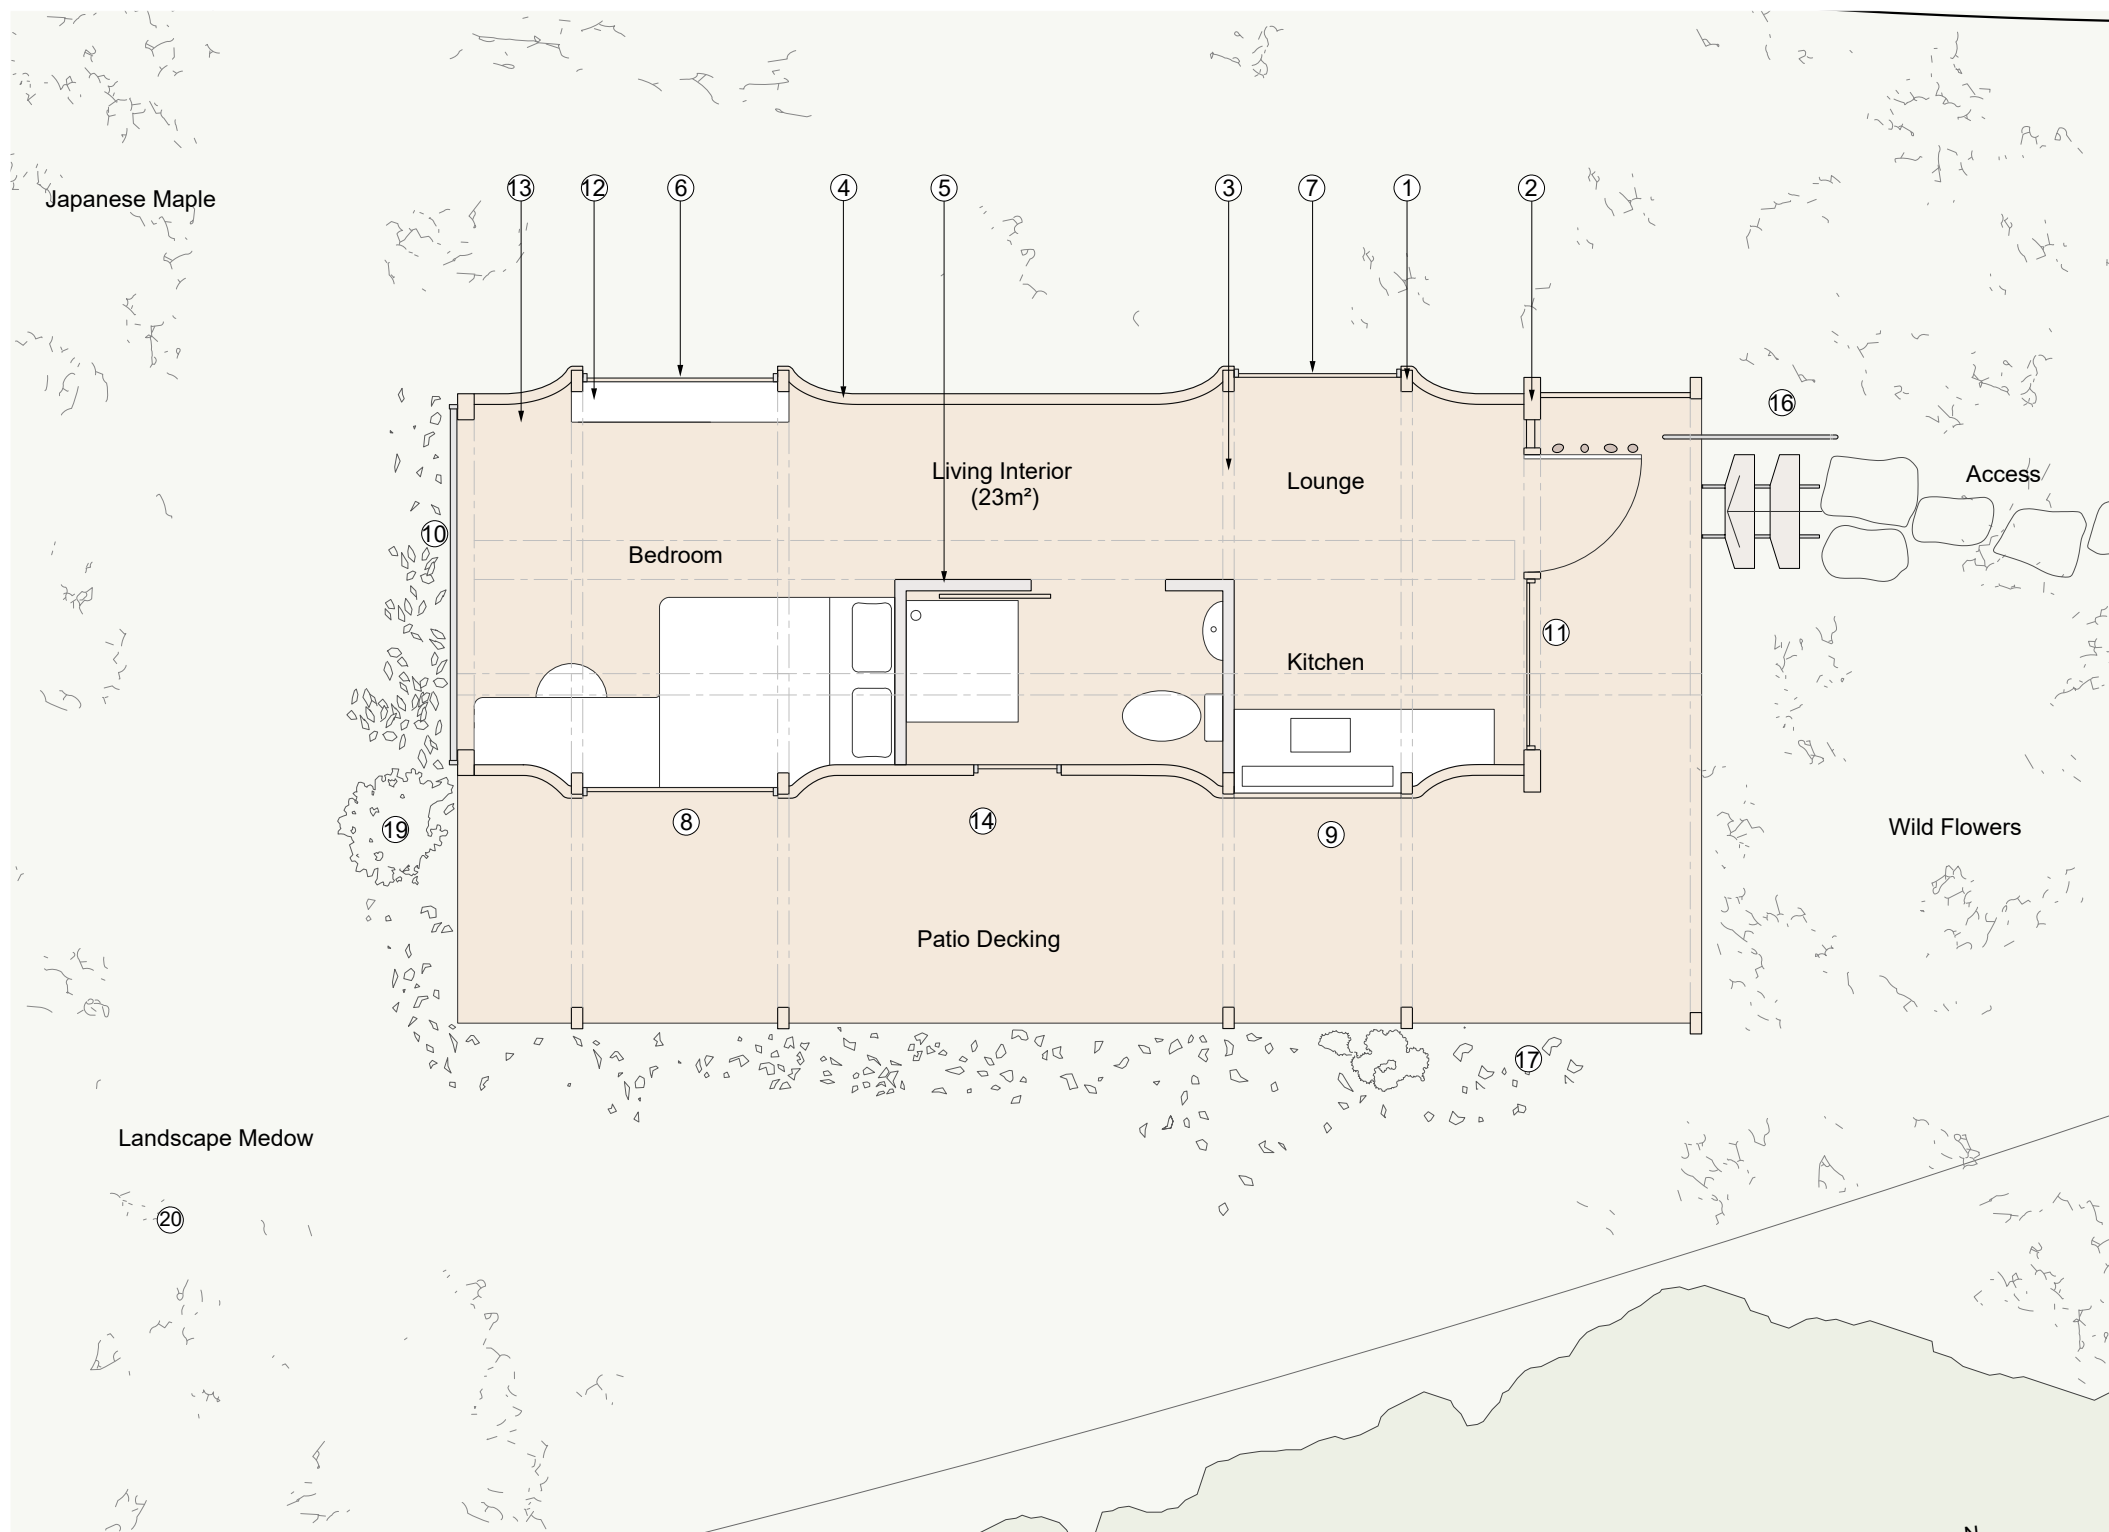 13
12
6
4
5
3
7
1
2
Japanese Maple
16
Living Interior
(23m²)
Lounge
Access
10
Bedroom
11
Kitchen
8
14
9
19
Wild Flowers
Patio Decking
17
Landscape Medow
20
N